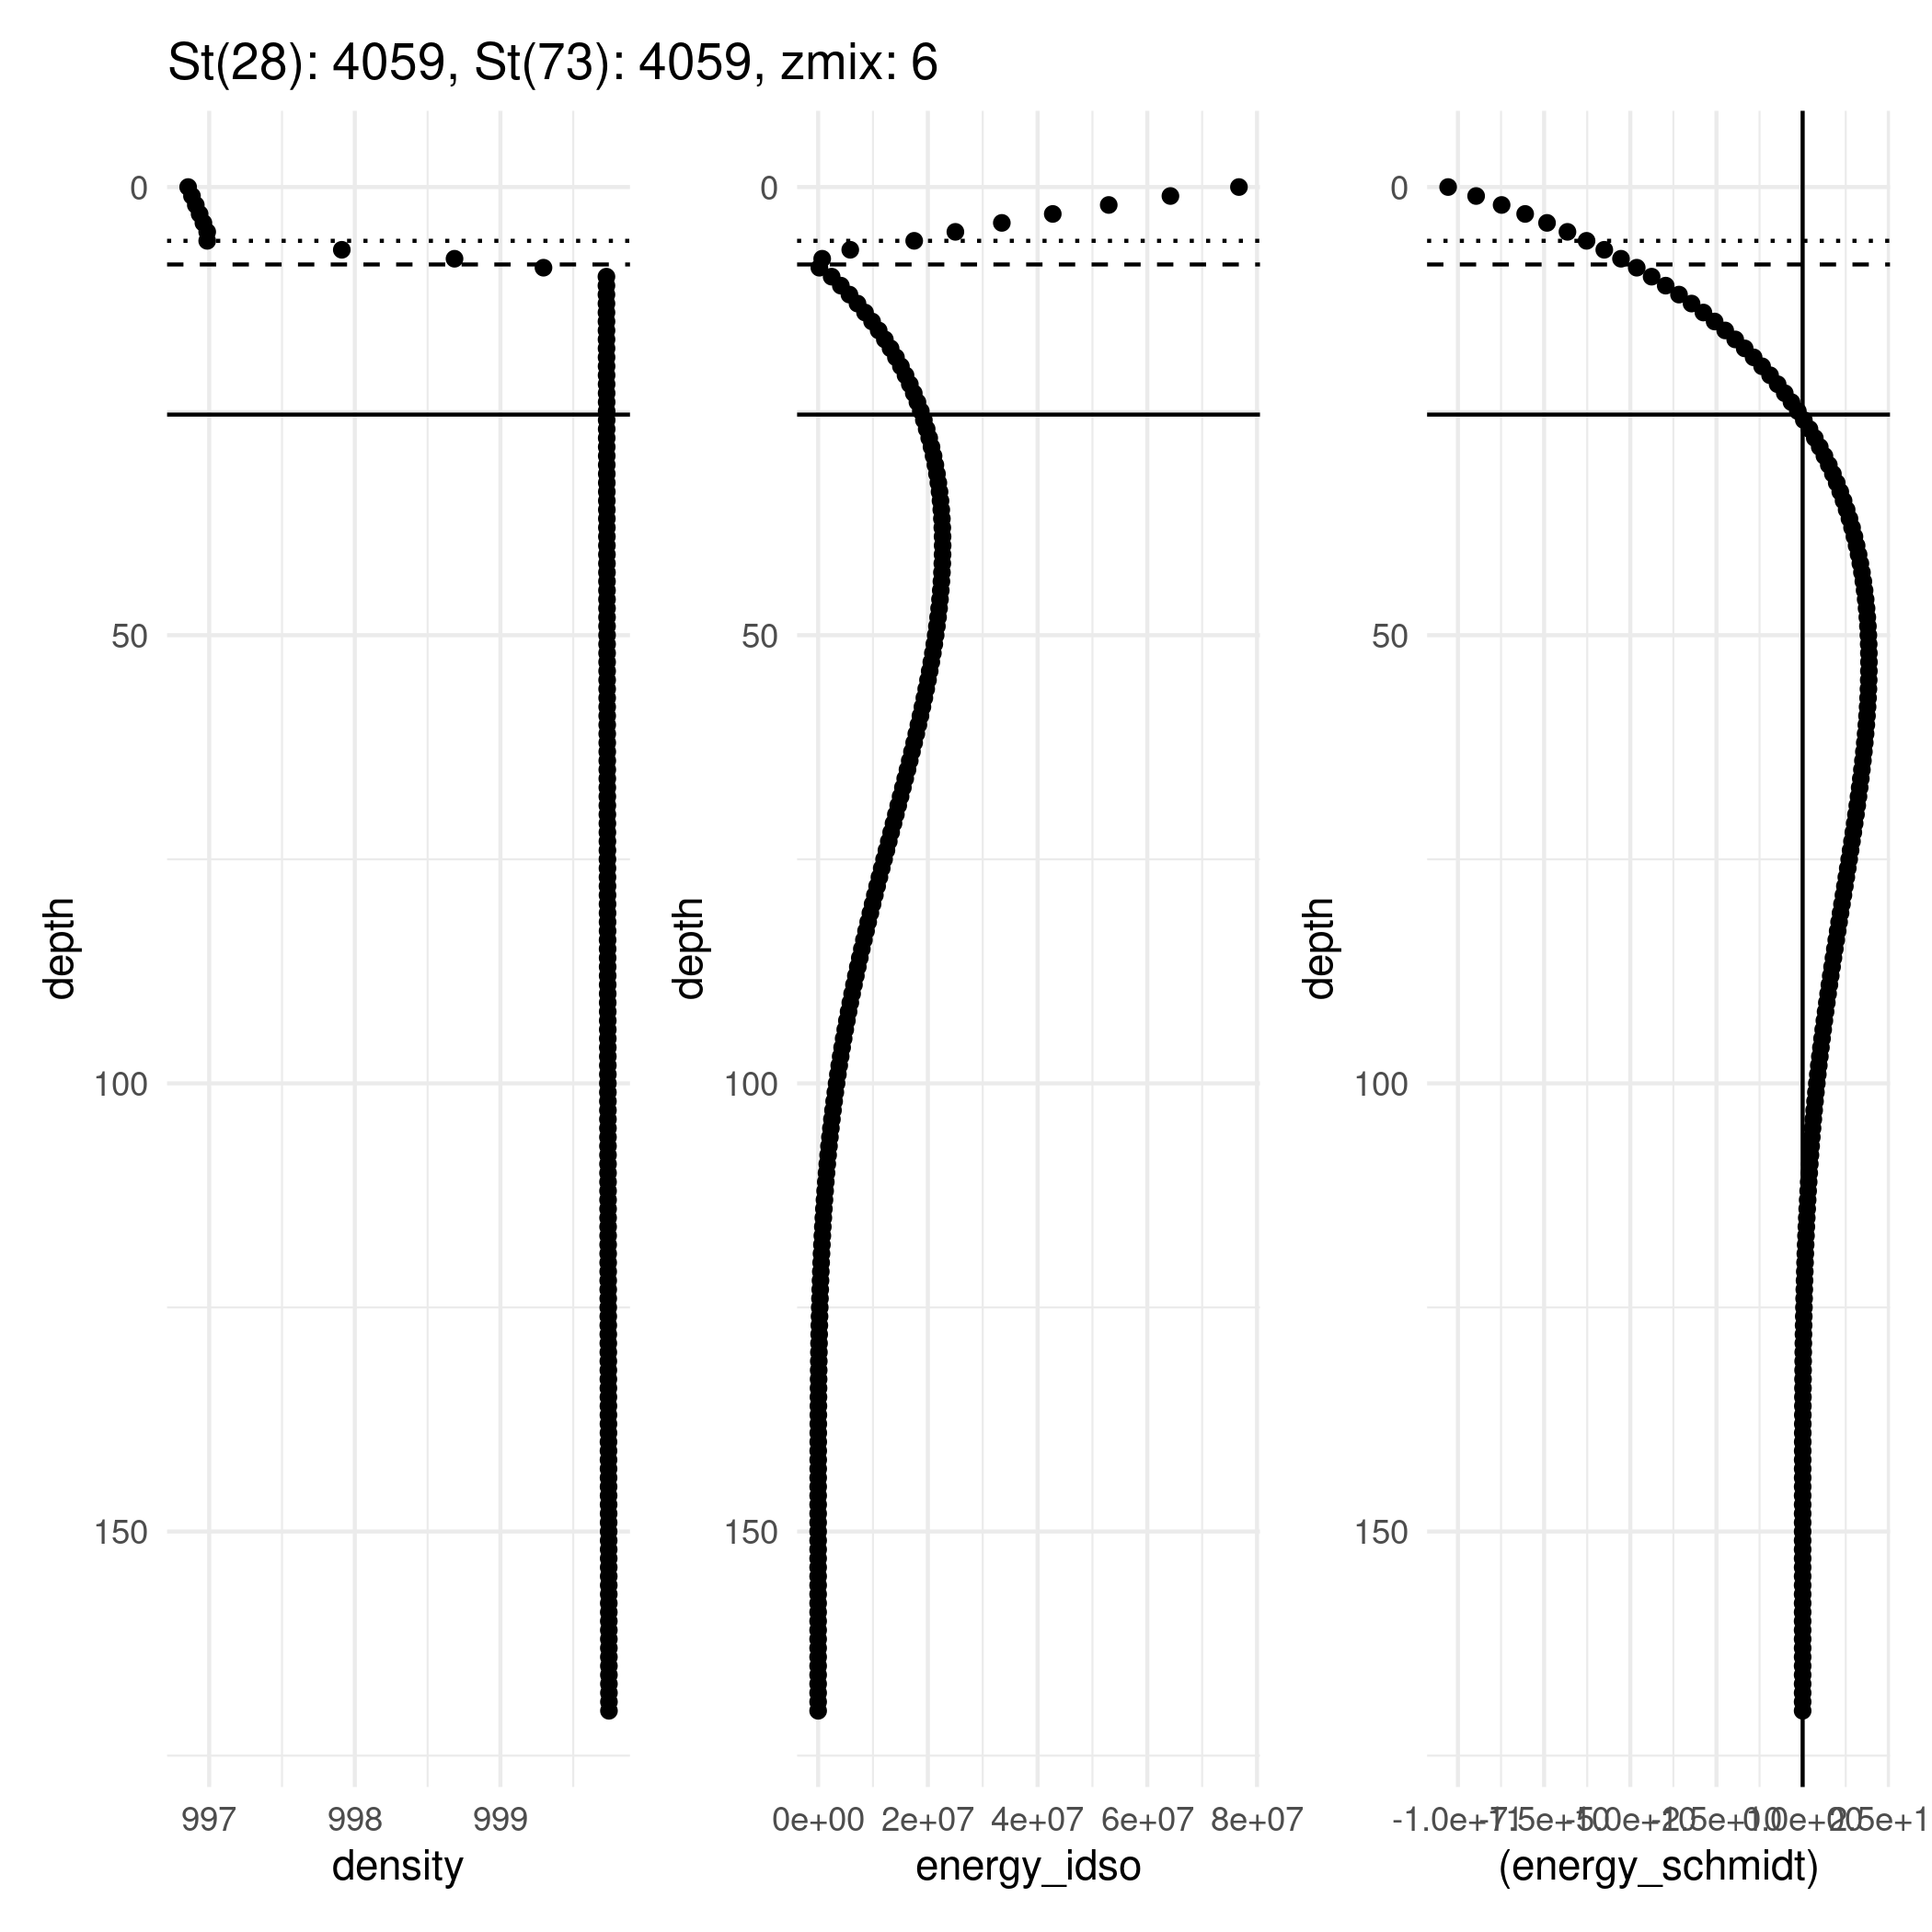 St(28): 4059, St(73): 4059, zmix: 6
depth
0
50
100
150
997 998 999
density
depth
0
50
100
150
0e+00 2e+07 4e+07 6e+07 8e+07
energy_idso
depth
0
50
100
150
(energy_schmidt)